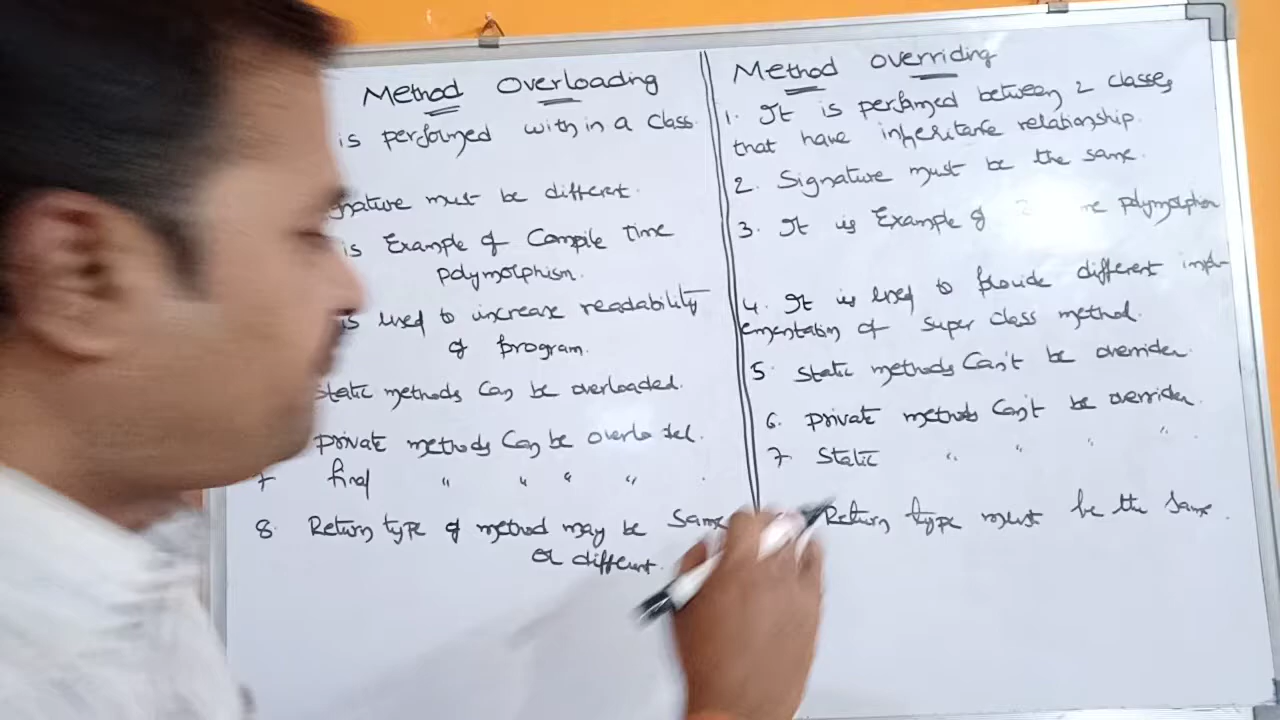 Method Overloading
is performed with in a class.
nature must be different.
is Example of Compile time
polymorphism.
is used to increase readability
of program.
Static methods can be overloaded.
private methods can be
7 final " " " " .
8. Return type of method may be same
or different.
Method overriding
1. It is performed between 2 classes
that have inheritance relationship.
2. Signature must be the same.
3. It is Example of me polymorphism
4. It is used to provide different impl-
ementation of super class method.
5. Static methods Can't be overriden.
6. private methods Can't be overriden.
7 Static " " " " .
Return type must be the same.